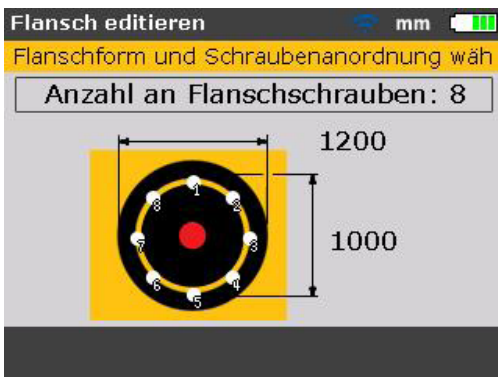 Flansch editieren mm
Flanschform und Schraubenanordnung wäh
Anzahl an Flanschschrauben: 8
1200
1
8 2
7 3
1000
6 4
5